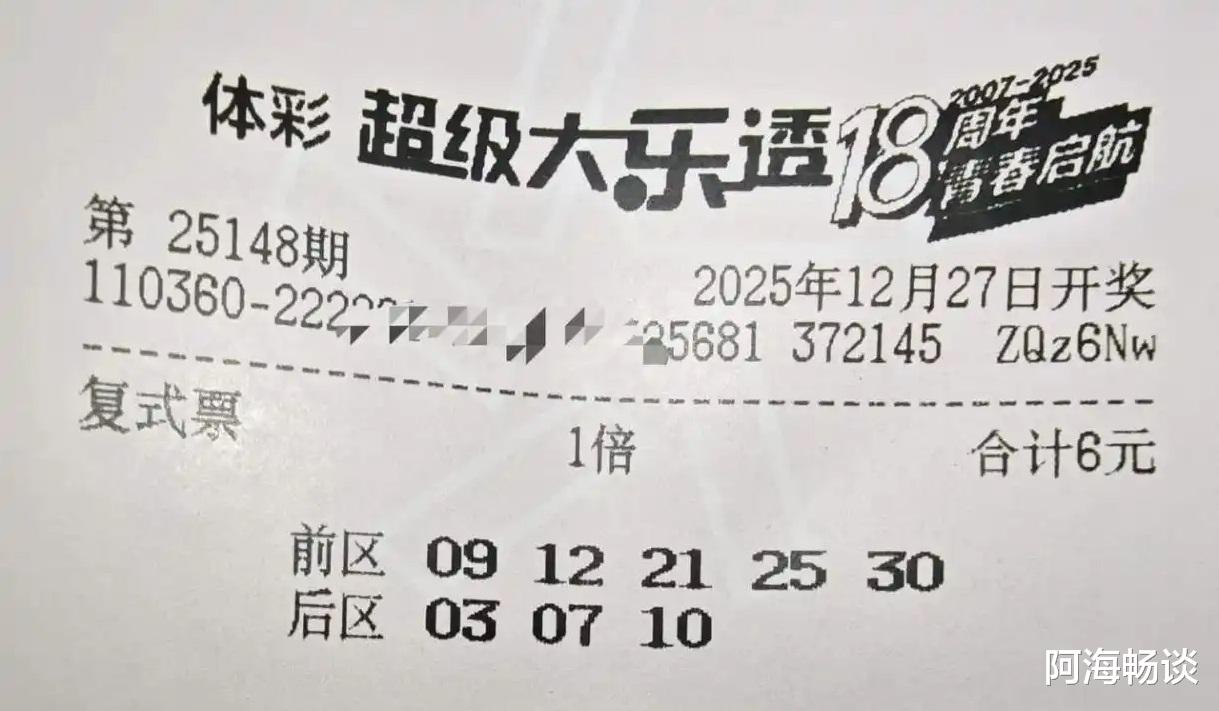 体彩 超级大乐透 18周年 2007-2025 青春启航
第 25148期 2025年12月27日开奖
110360-222 25681 372145 ZQz6Nw
复式票 1倍 合计6元
前区 09 12 21 25 30
后区 03 07 10
阿海畅谈